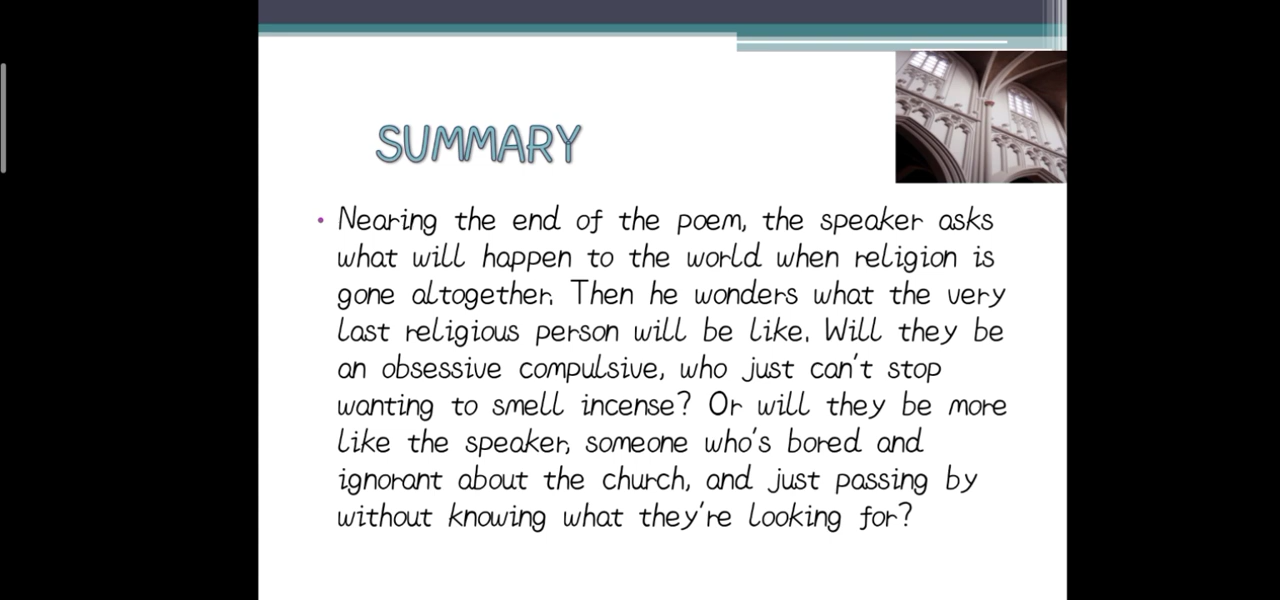 SUMMARY
• Nearing the end of the poem, the speaker asks
what will happen to the world when religion is
gone altogether. Then he wonders what the very
last religious person will be like. Will they be
an obsessive compulsive, who just can't stop
wanting to smell incense? Or will they be more
like the speaker, someone who's bored and
ignorant about the church, and just passing by
without knowing what they're looking for?